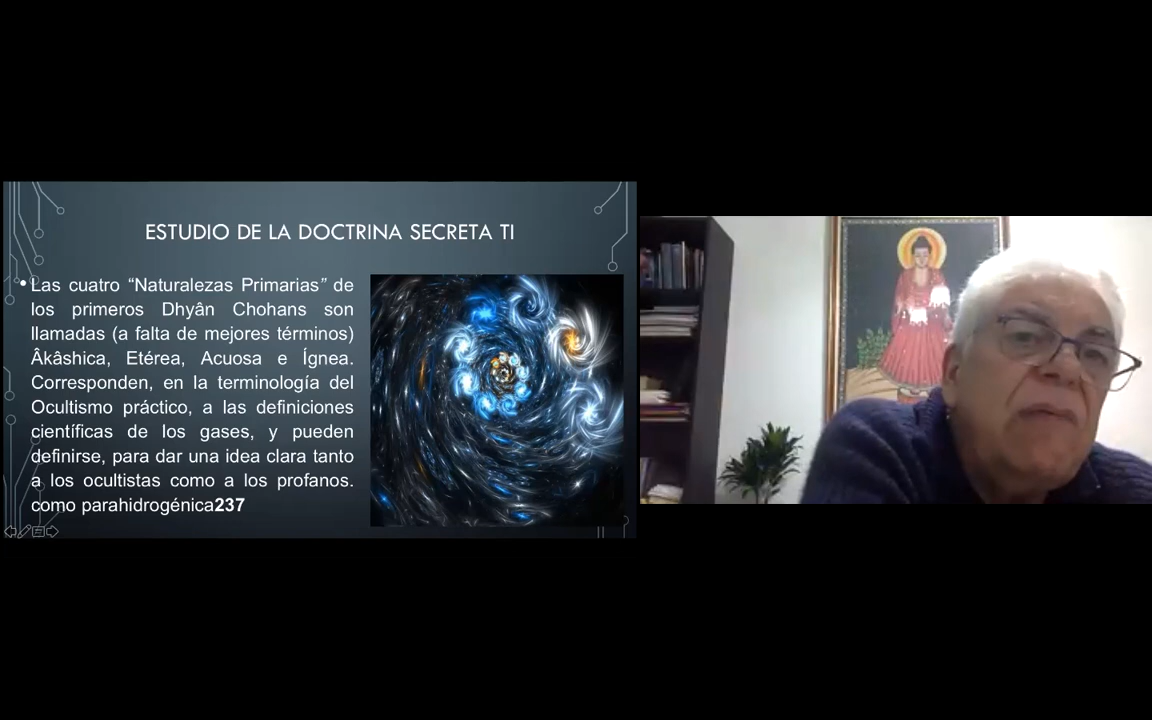 ESTUDIO DE LA DOCTRINA SECRETA TI
• Las cuatro “Naturalezas Primarias” de
los primeros Dhyân Chohans son
llamadas (a falta de mejores términos)
Âkâshica, Etérea, Acuosa e Ígnea.
Corresponden, en la terminología del
Ocultismo práctico, a las definiciones
científicas de los gases, y pueden
definirse, para dar una idea clara tanto
a los ocultistas como a los profanos.
como parahidrogénica237